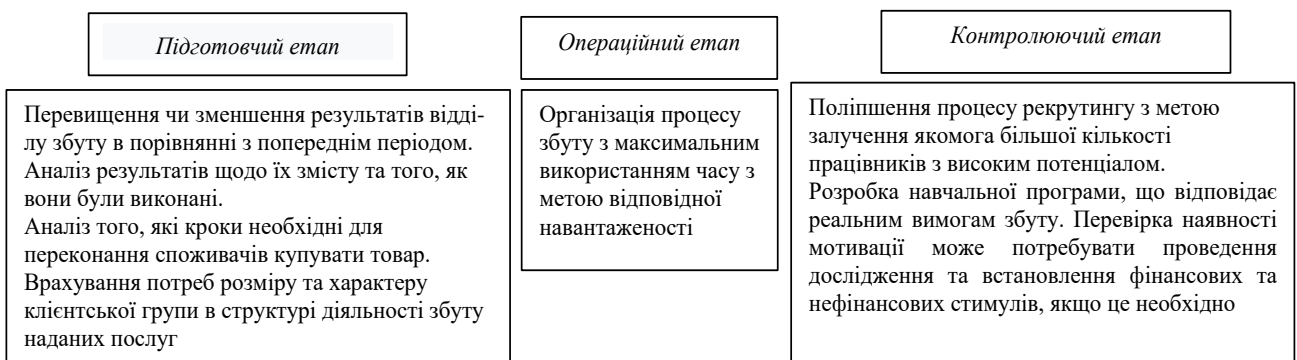 Підготовчий етап
Перевищення чи зменшення результатів відді-
лу збуту в порівнянні з попереднім періодом.
Аналіз результатів щодо їх змісту та того, як
вони були виконані.
Аналіз того, які кроки необхідні для
переконання споживачів купувати товар.
Врахування потреб розміру та характеру
клієнтської групи в структурі діяльності збуту
наданих послуг
Операційний етап
Організація процесу
збуту з максимальним
використанням часу з
метою відповідної
навантаженості
Контролюючий етап
Поліпшення процесу рекрутингу з метою
залучення якомога більшої кількості
працівників з високим потенціалом.
Розробка навчальної програми, що відповідає
реальним вимогам збуту. Перевірка наявності
мотивації може потребувати проведення
дослідження та встановлення фінансових та
нефінансових стимулів, якщо це необхідно